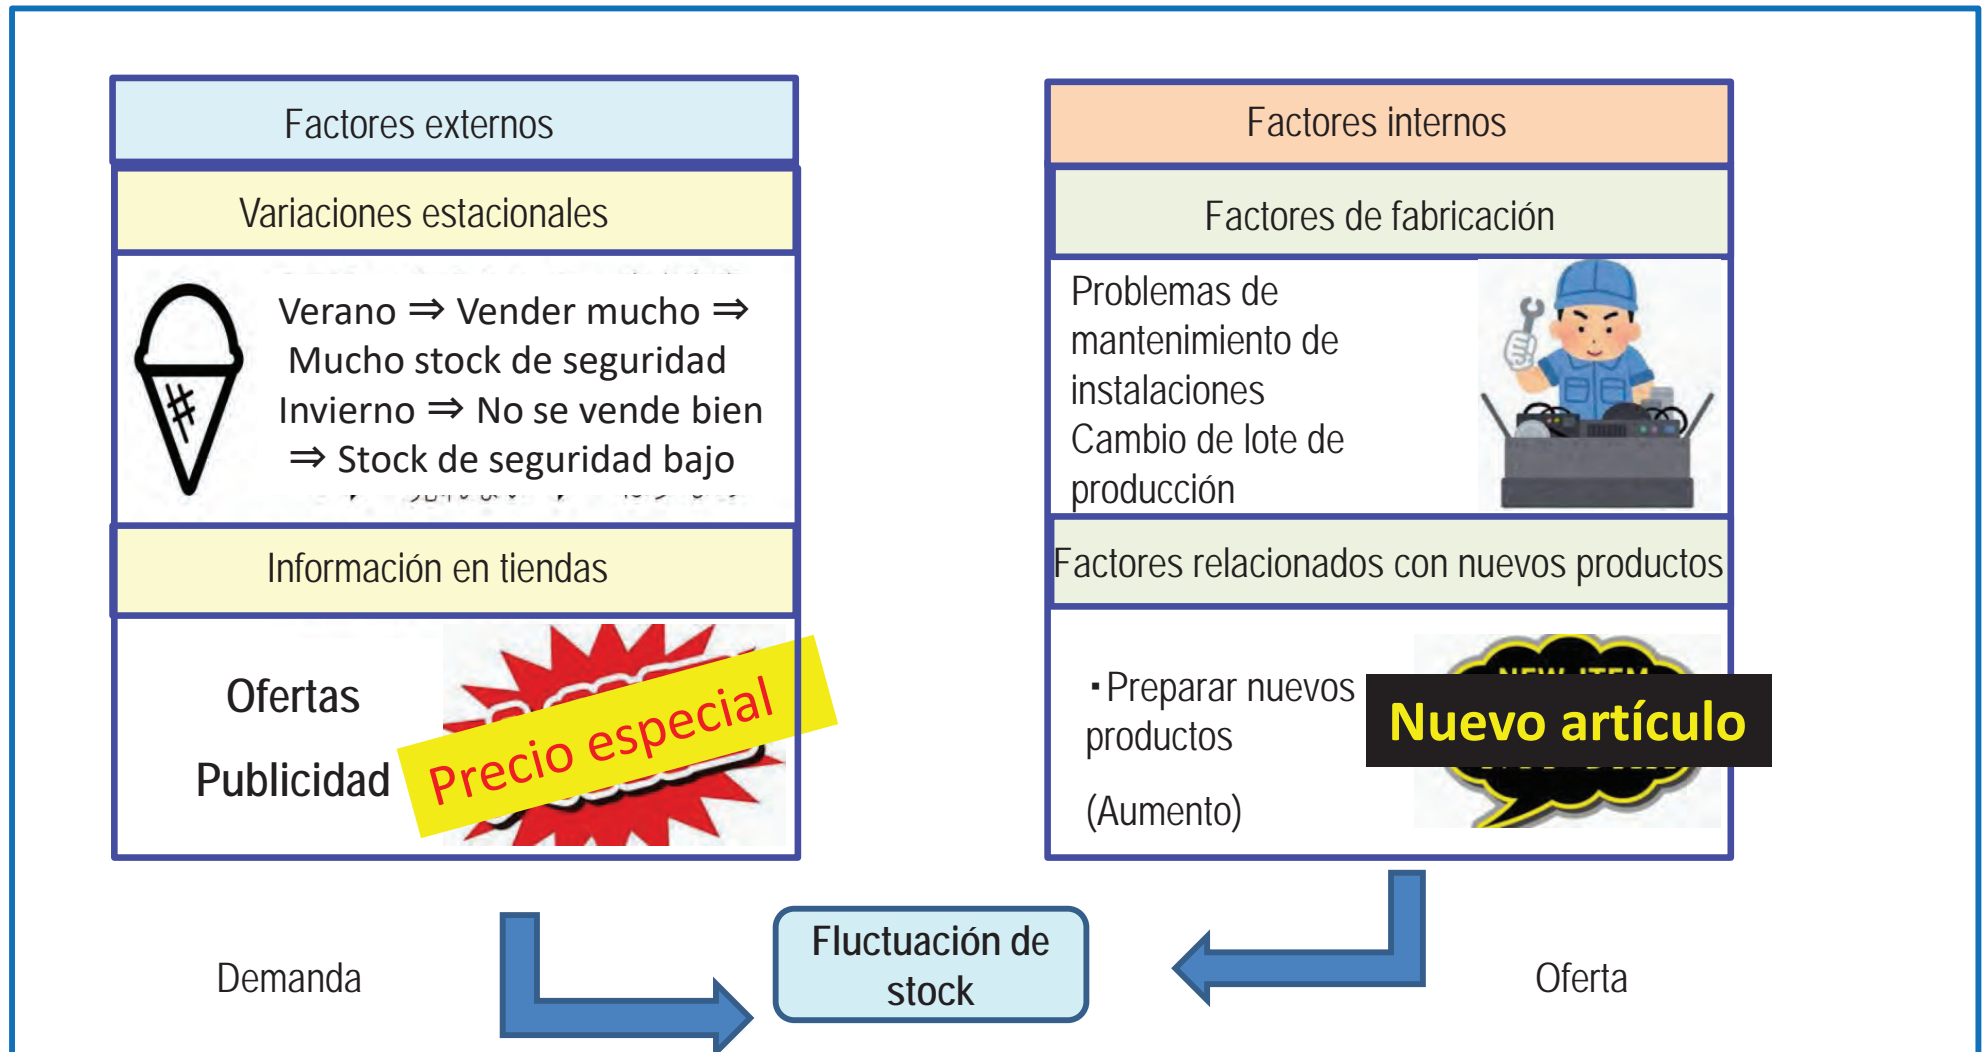 Factores externos
Variaciones estacionales
Verano ⇒ Vender mucho ⇒
Mucho stock de seguridad
Invierno ⇒ No se vende bien
⇒ Stock de seguridad bajo
Información en tiendas
Ofertas
Publicidad
Precio especial
Factores internos
Factores de fabricación
Problemas de
mantenimiento de
instalaciones
Cambio de lote de
producción
Factores relacionados con nuevos productos
▪Preparar nuevos
productos
(Aumento)
Nuevo artículo
Demanda
Fluctuación de
stock
Oferta